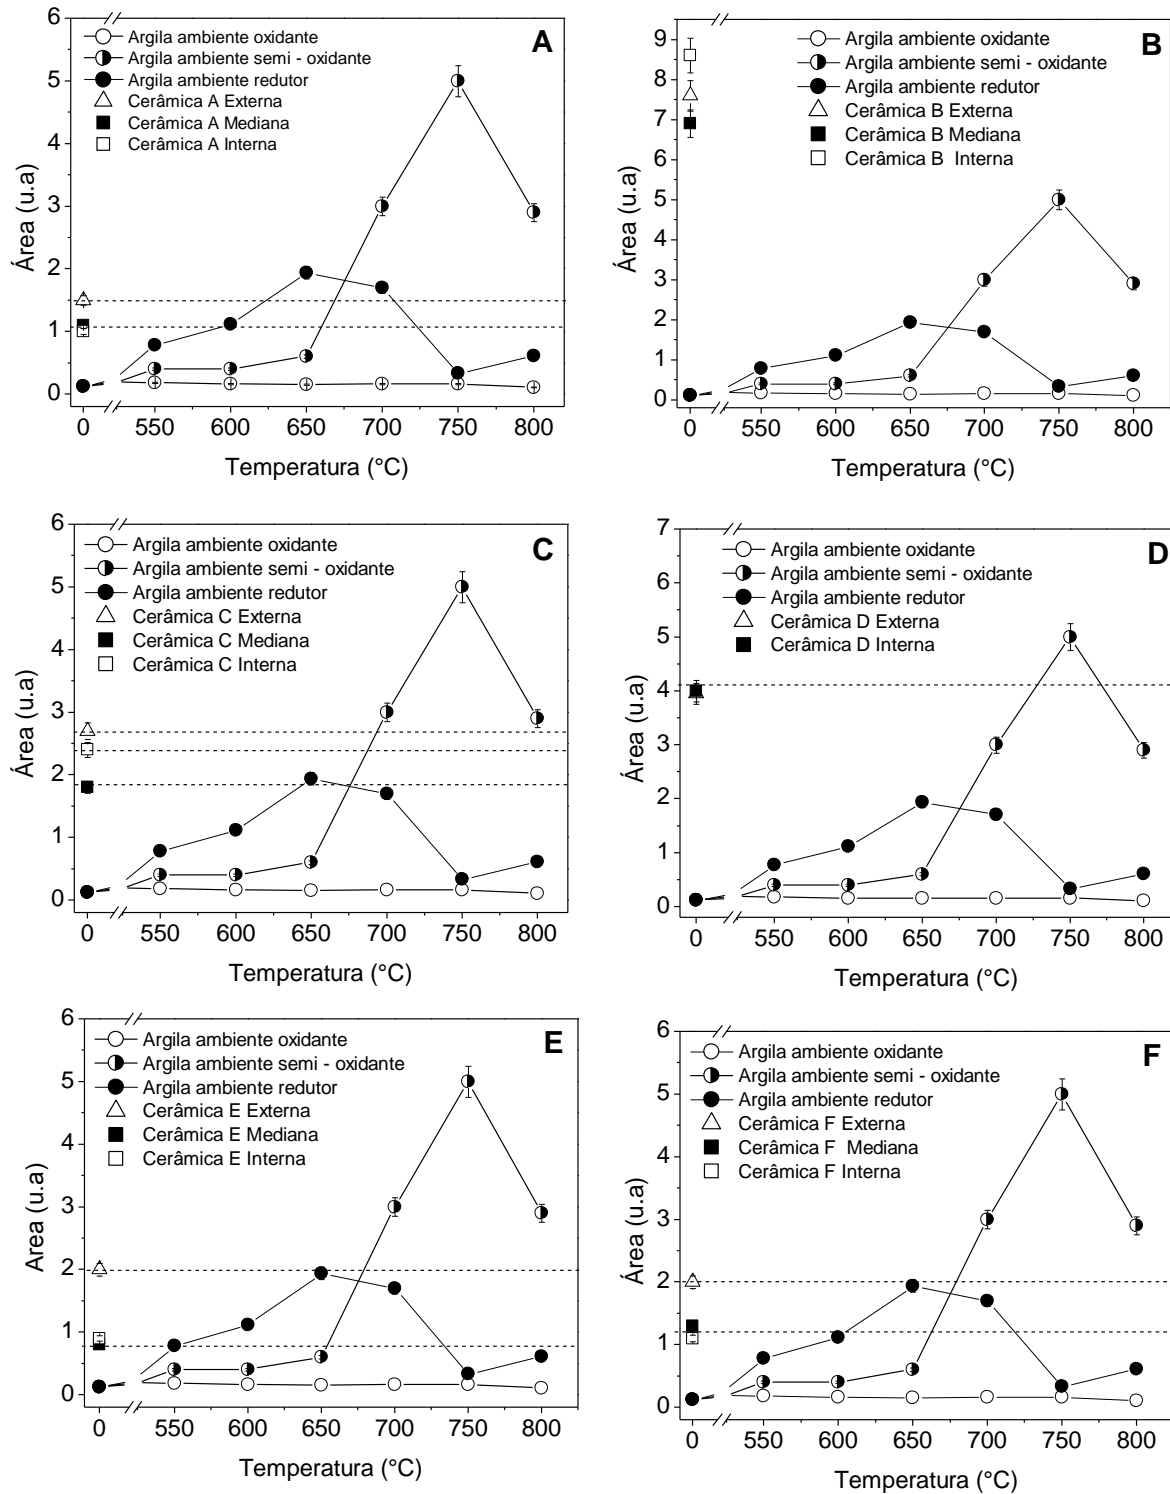 A
Argila ambiente oxidante
Argila ambiente semi - oxidante
Argila ambiente redutor
Cerâmica A Externa
Cerâmica A Mediana
Cerâmica A Interna
6
5
4
3
2
1
0
Área (u.a)
0 550 600 650 700 750 800
Temperatura (°C)
B
Argila ambiente oxidante
Argila ambiente semi - oxidante
Argila ambiente redutor
Cerâmica B Externa
Cerâmica B Mediana
Cerâmica B Interna
9
8
7
6
5
4
3
2
1
0
Área (u.a)
0 550 600 650 700 750 800
Temperatura (°C)
C
Argila ambiente oxidante
Argila ambiente semi - oxidante
Argila ambiente redutor
Cerâmica C Externa
Cerâmica C Mediana
Cerâmica C Interna
6
5
4
3
2
1
0
Área (u.a)
0 550 600 650 700 750 800
Temperatura (°C)
D
Argila ambiente oxidante
Argila ambiente semi - oxidante
Argila ambiente redutor
Cerâmica D Externa
Cerâmica D Interna
7
6
5
4
3
2
1
0
Área (u.a)
0 550 600 650 700 750 800
Temperatura (°C)
E
Argila ambiente oxidante
Argila ambiente semi - oxidante
Argila ambiente redutor
Cerâmica E Externa
Cerâmica E Mediana
Cerâmica E Interna
6
5
4
3
2
1
0
Area (u.a)
0 550 600 650 700 750 800
Temperatura (°C)
F
Argila ambiente oxidante
Argila ambiente semi - oxidante
Argila ambiente redutor
Cerâmica F Externa
Cerâmica F Mediana
Cerâmica F Interna
6
5
4
3
2
1
0
Área (u.a)
0 550 600 650 700 750 800
Temperatura (°C)